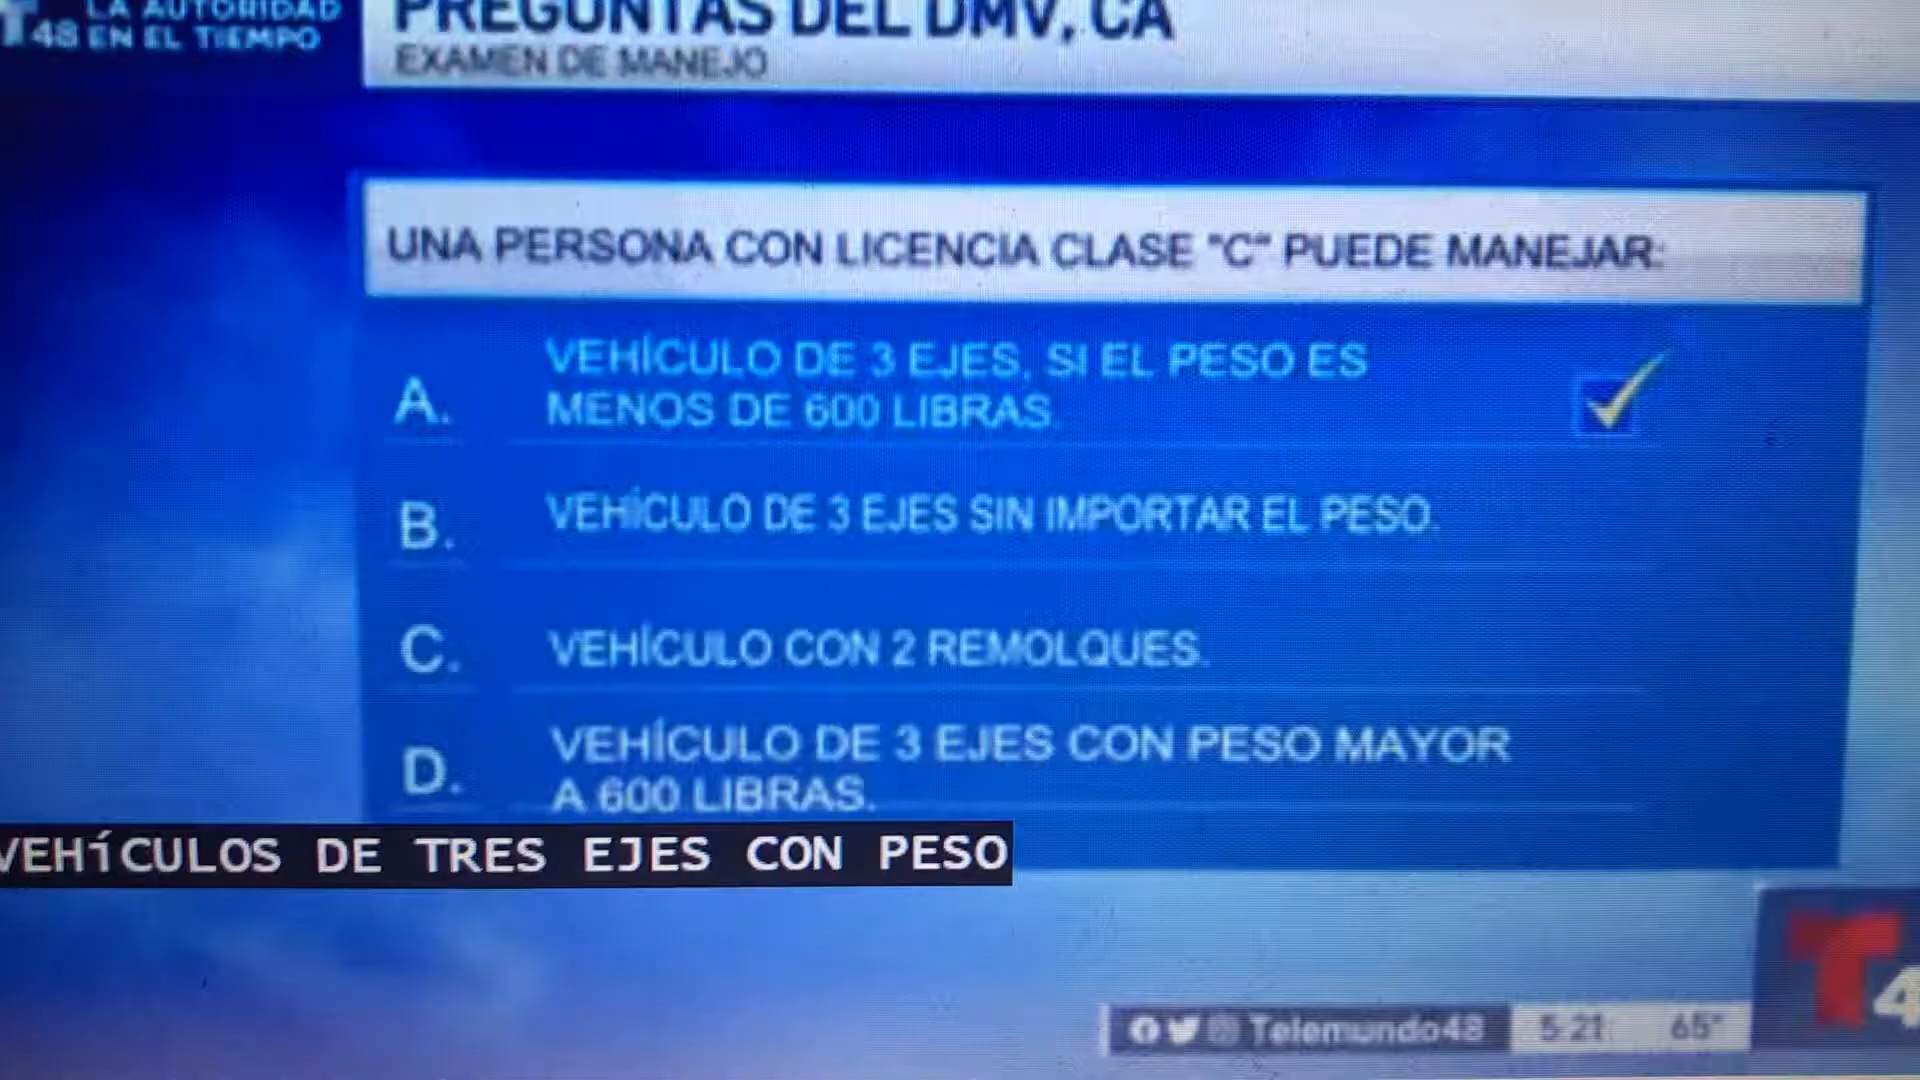 LA AUTORIDAD
T48 EN EL TIEMPO
PREGUNTAS DEL DMV, CA
EXAMEN DE MANEJO
UNA PERSONA CON LICENCIA CLASE "C" PUEDE MANEJAR:
A. VEHÍCULO DE 3 EJES, SI EL PESO ES
MENOS DE 600 LIBRAS.
B. VEHÍCULO DE 3 EJES SIN IMPORTAR EL PESO.
C. VEHÍCULO CON 2 REMOLQUES.
D. VEHÍCULO DE 3 EJES CON PESO MAYOR
A 600 LIBRAS.
VEHíCULOS DE TRES EJES CON PESO
T4
Telemundo48 5:21 65°